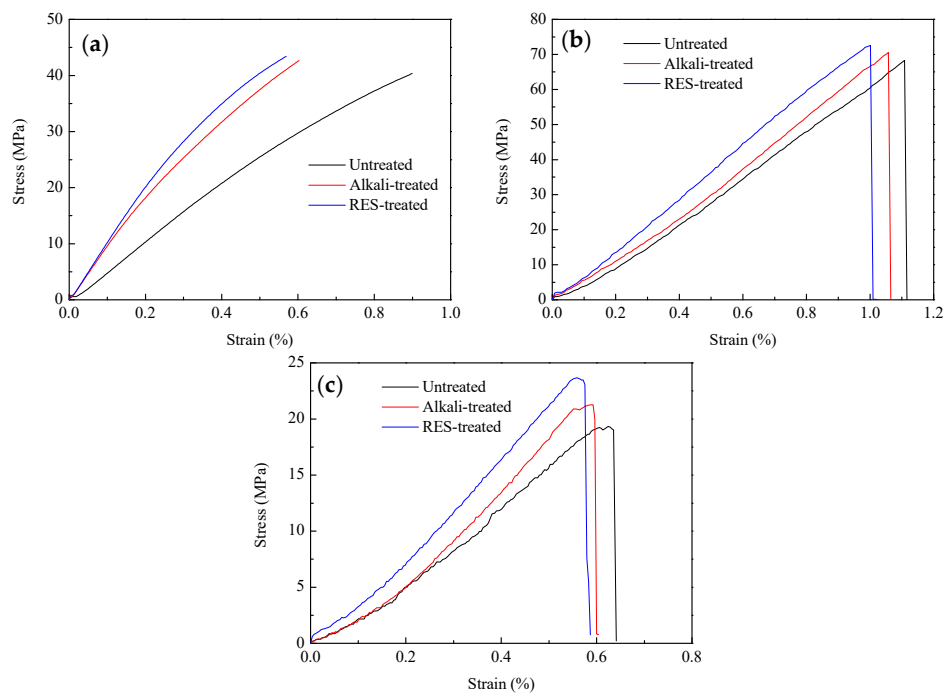 (a)
50
40
30
20
10
0
Stress (MPa)
Untreated
Alkali-treated
RES-treated
0.0 0.2 0.4 0.6 0.8 1.0
Strain (%)
(b)
80
70
60
50
40
30
20
10
0
Stress (MPa)
Untreated
Alkali-treated
RES-treated
0.0 0.2 0.4 0.6 0.8 1.0 1.2
Strain (%)
(c)
25
20
15
10
5
0
Stress (MPa)
Untreated
Alkali-treated
RES-treated
0.0 0.2 0.4 0.6 0.8
Strain (%)